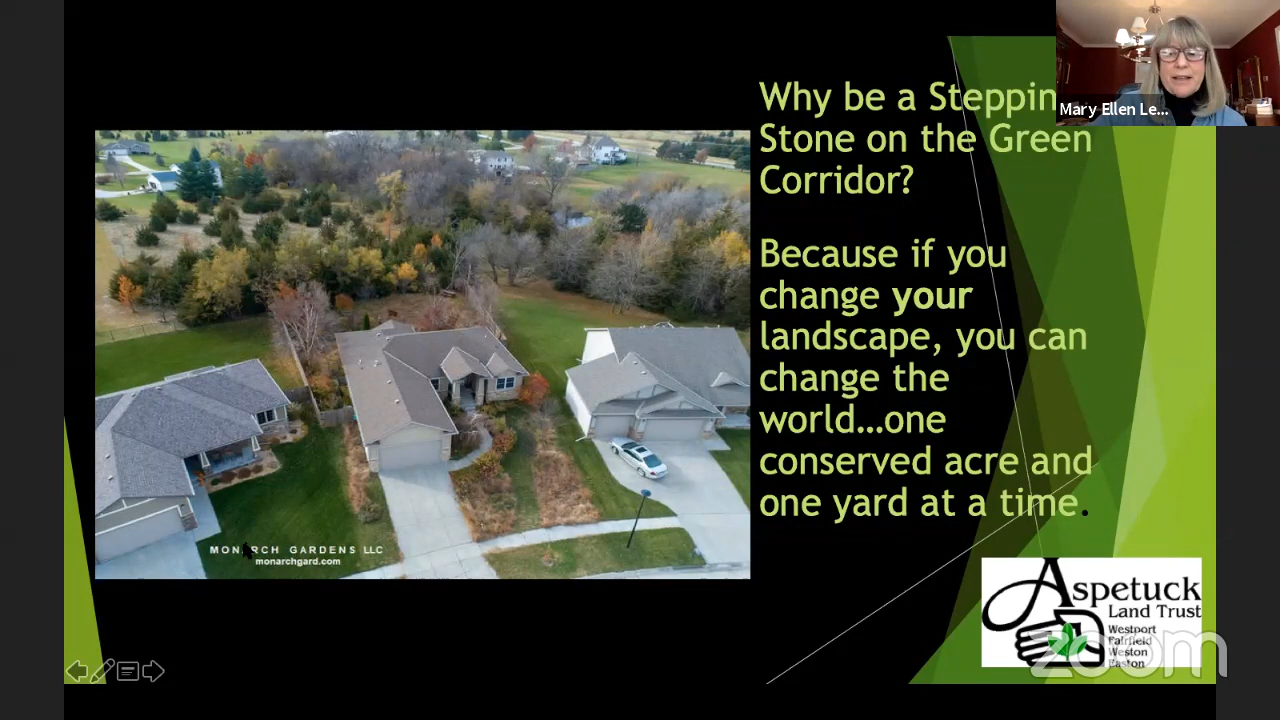 Why be a Steppin
Stone on the Green
Corridor?
Because if you
change your
landscape, you can
change the
world...one
conserved acre and
one yard at a time.
Mary Ellen Le...
MONARCH GARDENS LLC
monarchgard.com
Aspetuck
Land Trust
Westport
Fairfield
Weston
Easton
zoom